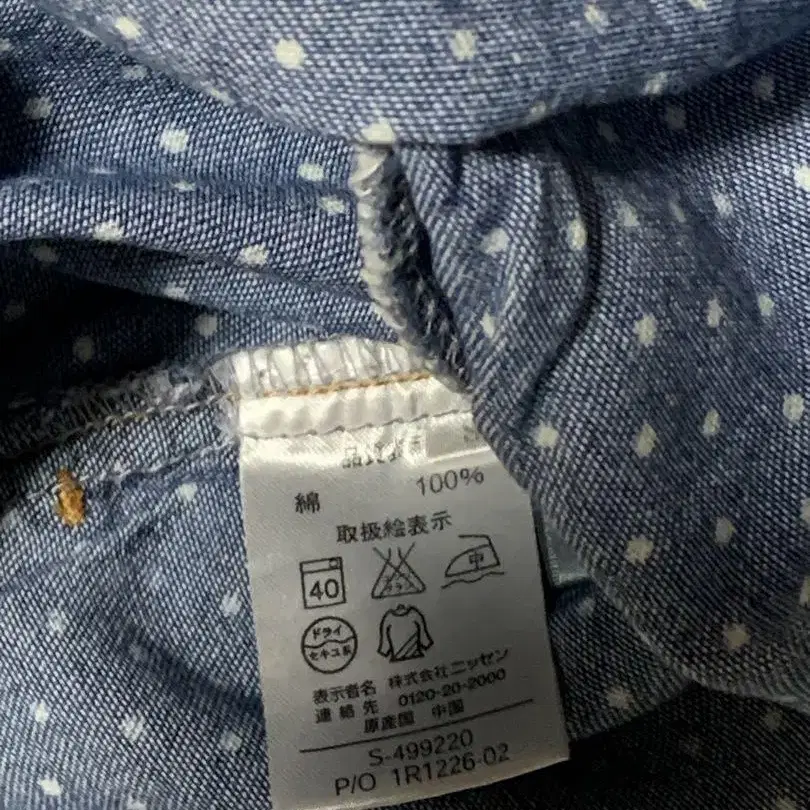 綿 100%
取扱絵表示
40 中
ドライ
セキユ系
表示者名 株式会社ニッセン
連絡先 0120-20-2000
原産国 中国
S-499220
P/O 1R1226-02